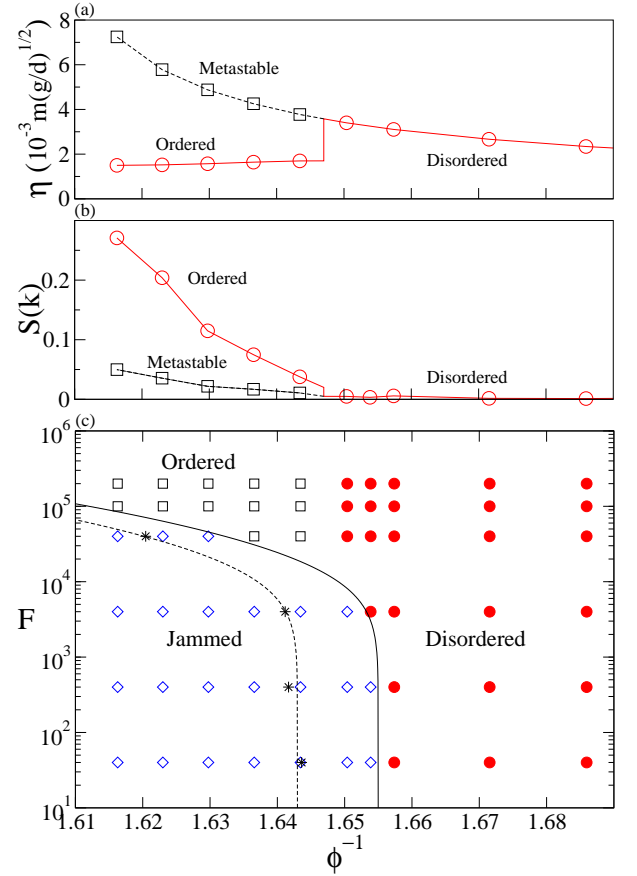 (a)
8
6
4
2
0
η (10⁻³ m(g/d)^1/2)
Metastable
Ordered
Disordered
(b)
0.2
0.1
0
S(k)
Ordered
Metastable
Disordered
(c)
10⁶
10⁵
10⁴
10³
10²
10¹
F
Ordered
Jammed
Disordered
1.61 1.62 1.63 1.64 1.65 1.66 1.67 1.68
ϕ⁻¹